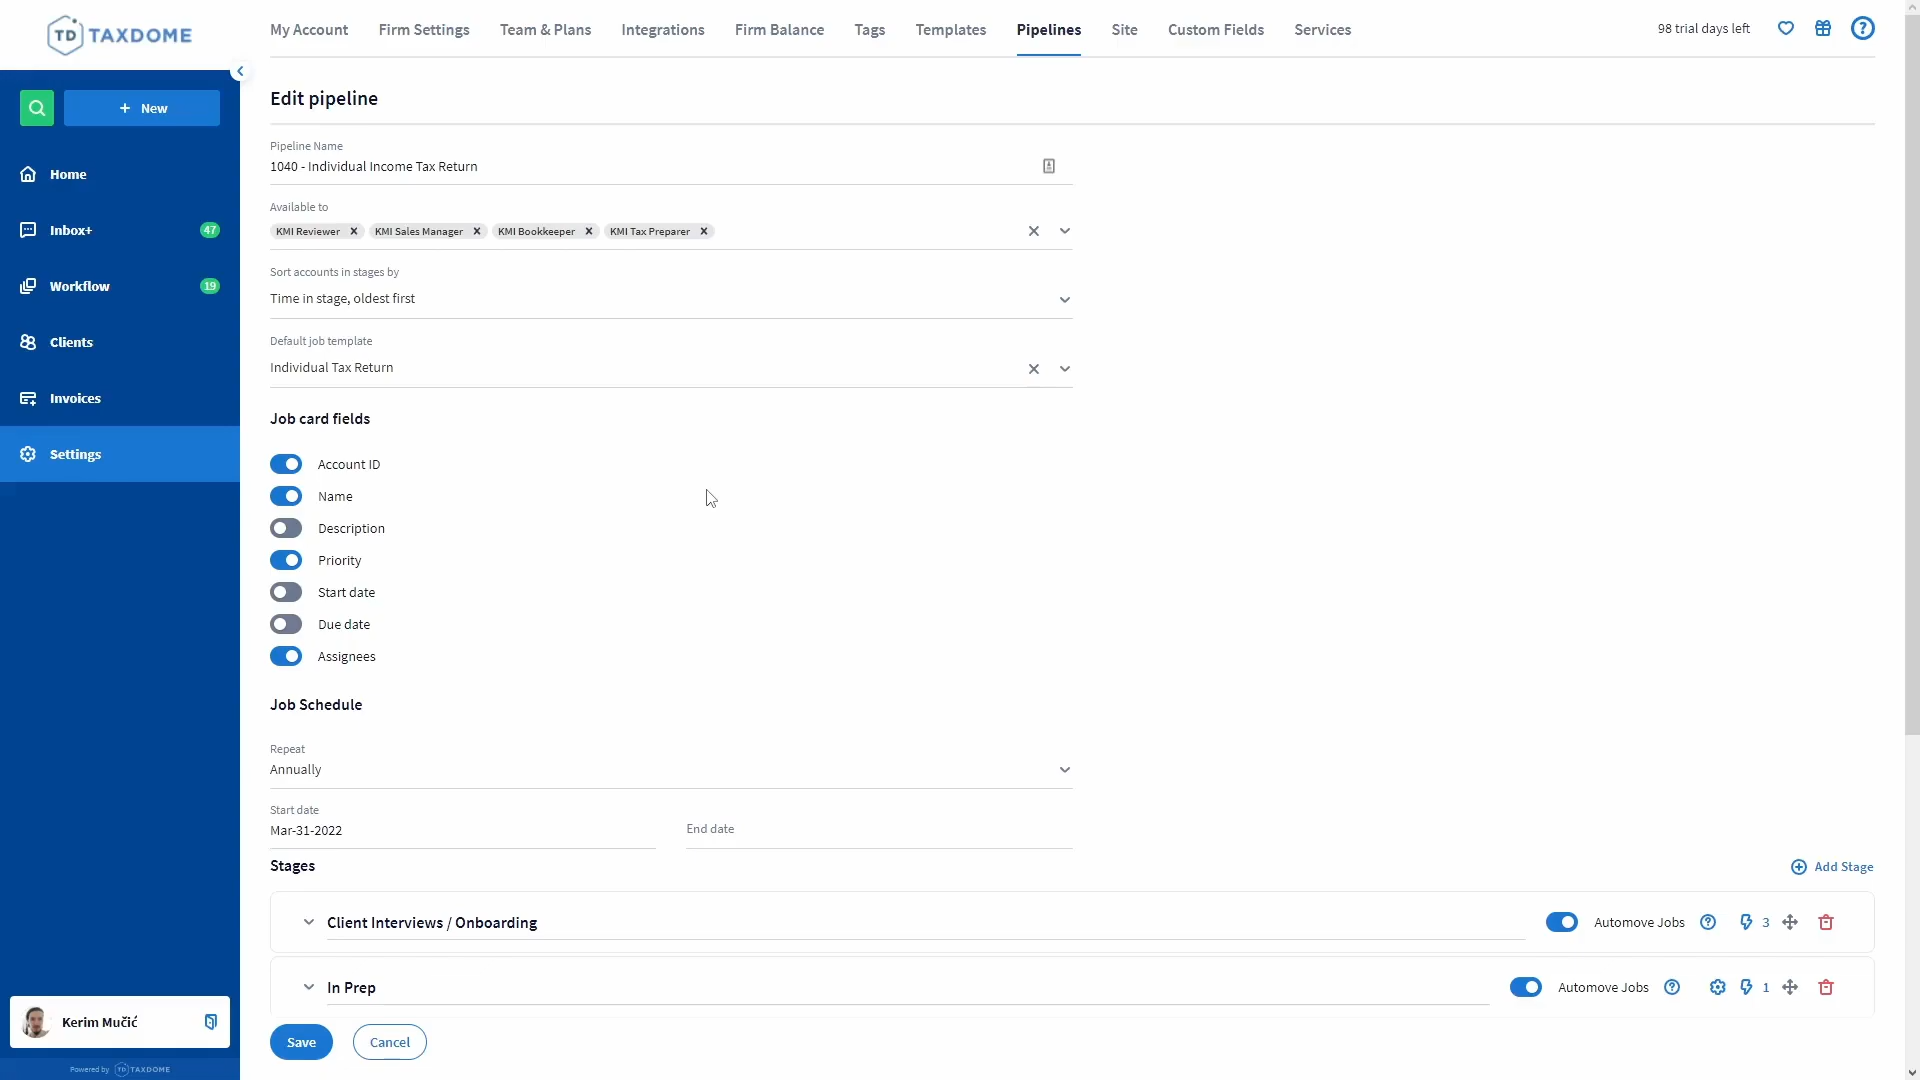 TD TAXDOME
My Account Firm Settings Team & Plans Integrations Firm Balance Tags Templates Pipelines Site Custom Fields Services
98 trial days left
?
+ New
Home
Inbox+ 47
Workflow 19
Clients
Invoices
Settings
Kerim Mučić
Powered by TD TAXDOME
Edit pipeline
Pipeline Name
1040 - Individual Income Tax Return
Available to
KMI Reviewer KMI Sales Manager KMI Bookkeeper KMI Tax Preparer
Sort accounts in stages by
Time in stage, oldest first
Default job template
Individual Tax Return
Job card fields
Account ID
Name
Description
Priority
Start date
Due date
Assignees
Job Schedule
Repeat
Annually
Start date
Mar-31-2022
End date
Stages
Add Stage
Client Interviews / Onboarding Automove Jobs ? 3
In Prep Automove Jobs ? 1
Save Cancel